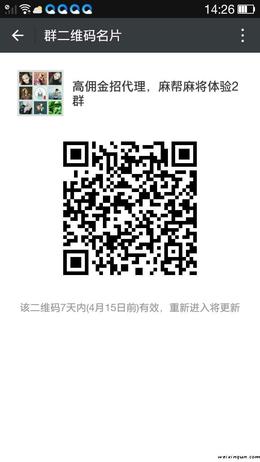 14:26
群二维码名片
高佣金招代理，麻帮麻将体验2
群
该二维码7天内(4月15日前)有效，重新进入将更新
weixinqun.com